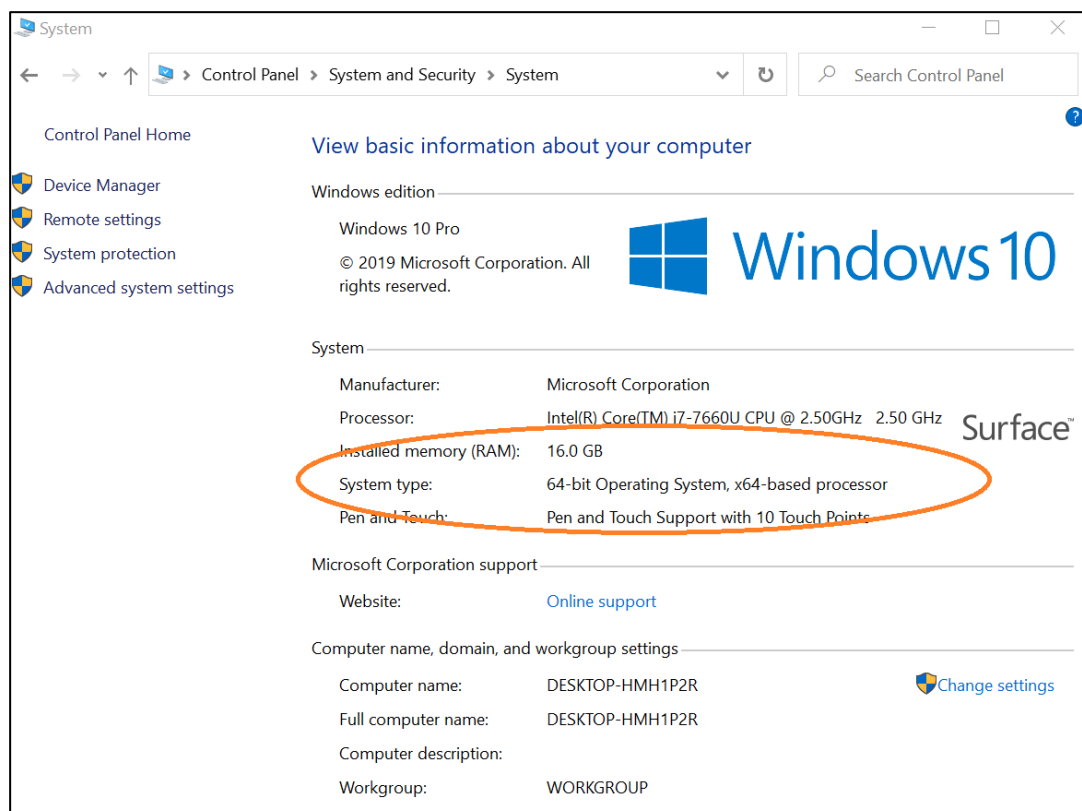 System
Control Panel > System and Security > System
Search Control Panel
?
Control Panel Home
Device Manager
Remote settings
System protection
Advanced system settings
View basic information about your computer
Windows edition
Windows 10 Pro
© 2019 Microsoft Corporation. All
rights reserved.
Windows 10
System
Manufacturer: Microsoft Corporation
Processor: Intel(R) Core(TM) i7-7660U CPU @ 2.50GHz 2.50 GHz
Surface™
Installed memory (RAM): 16.0 GB
System type: 64-bit Operating System, x64-based processor
Pen and Touch: Pen and Touch Support with 10 Touch Points
Microsoft Corporation support
Website: Online support
Computer name, domain, and workgroup settings
Computer name: DESKTOP-HMH1P2R
Change settings
Full computer name: DESKTOP-HMH1P2R
Computer description:
Workgroup: WORKGROUP